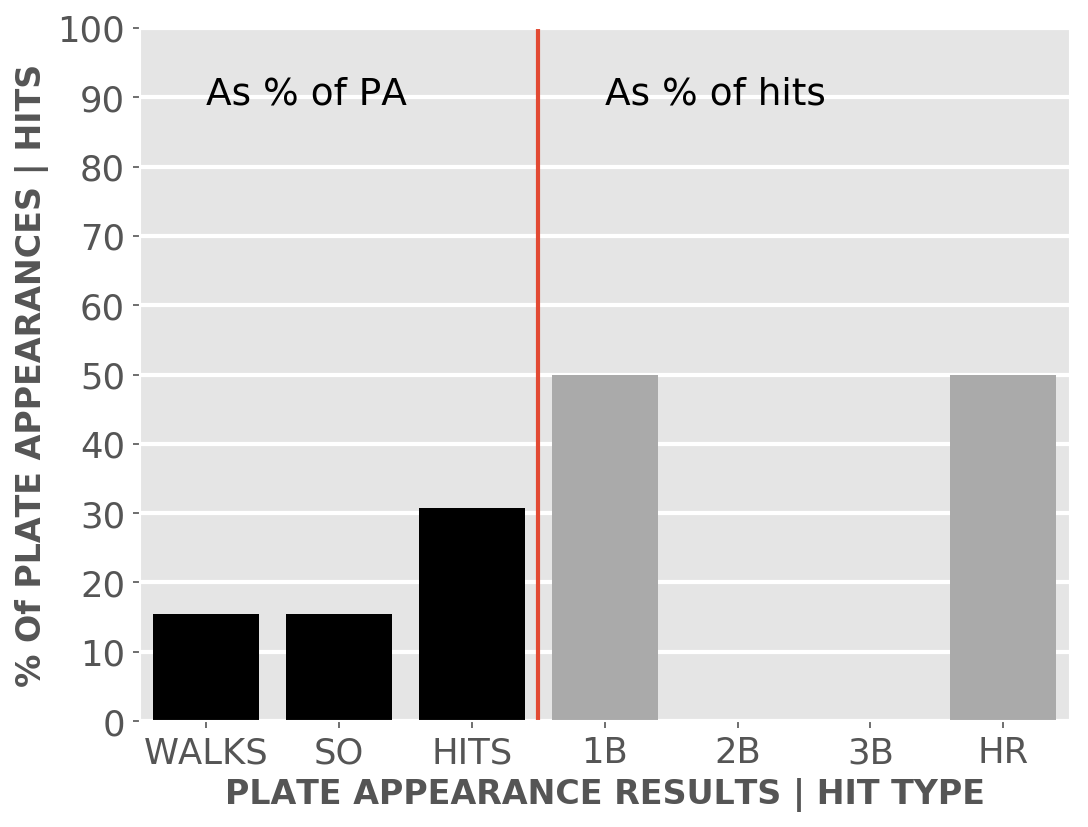 % Of PLATE APPEARANCES | HITS
100
90
80
70
60
50
40
30
20
10
0
As % of PA
As % of hits
WALKS SO HITS 1B 2B 3B HR
PLATE APPEARANCE RESULTS | HIT TYPE